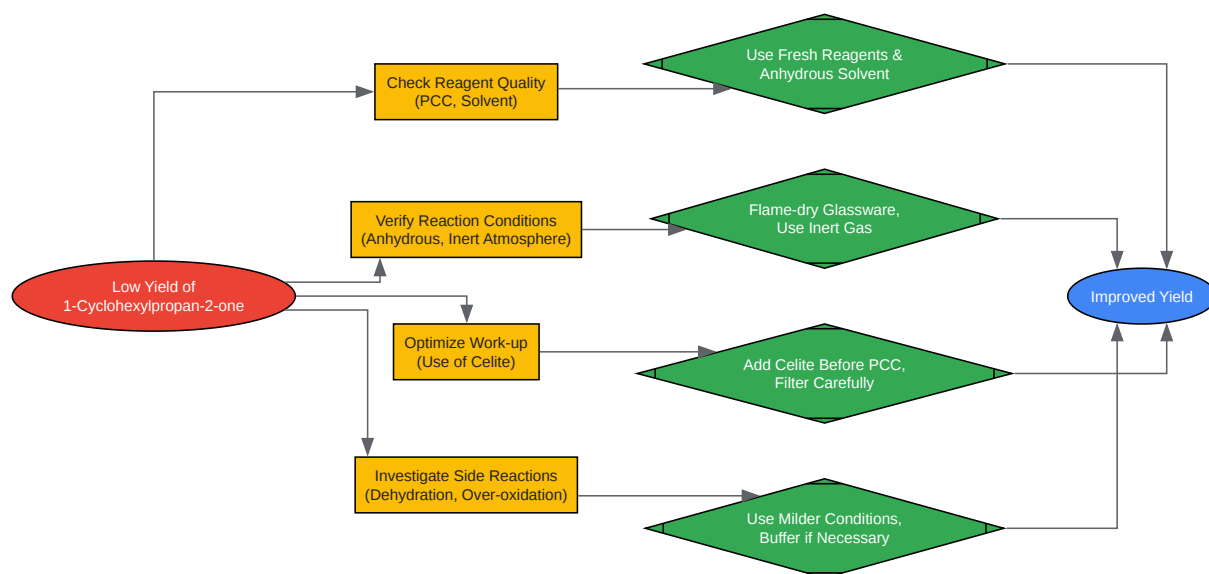 Use Fresh Reagents &
Anhydrous Solvent
Check Reagent Quality
(PCC, Solvent)
Verify Reaction Conditions
(Anhydrous, Inert Atmosphere)
Flame-dry Glassware,
Use Inert Gas
Low Yield of
1-Cyclohexylpropan-2-one
Improved Yield
Optimize Work-up
(Use of Celite)
Add Celite Before PCC,
Filter Carefully
Investigate Side Reactions
(Dehydration, Over-oxidation)
Use Milder Conditions,
Buffer if Necessary